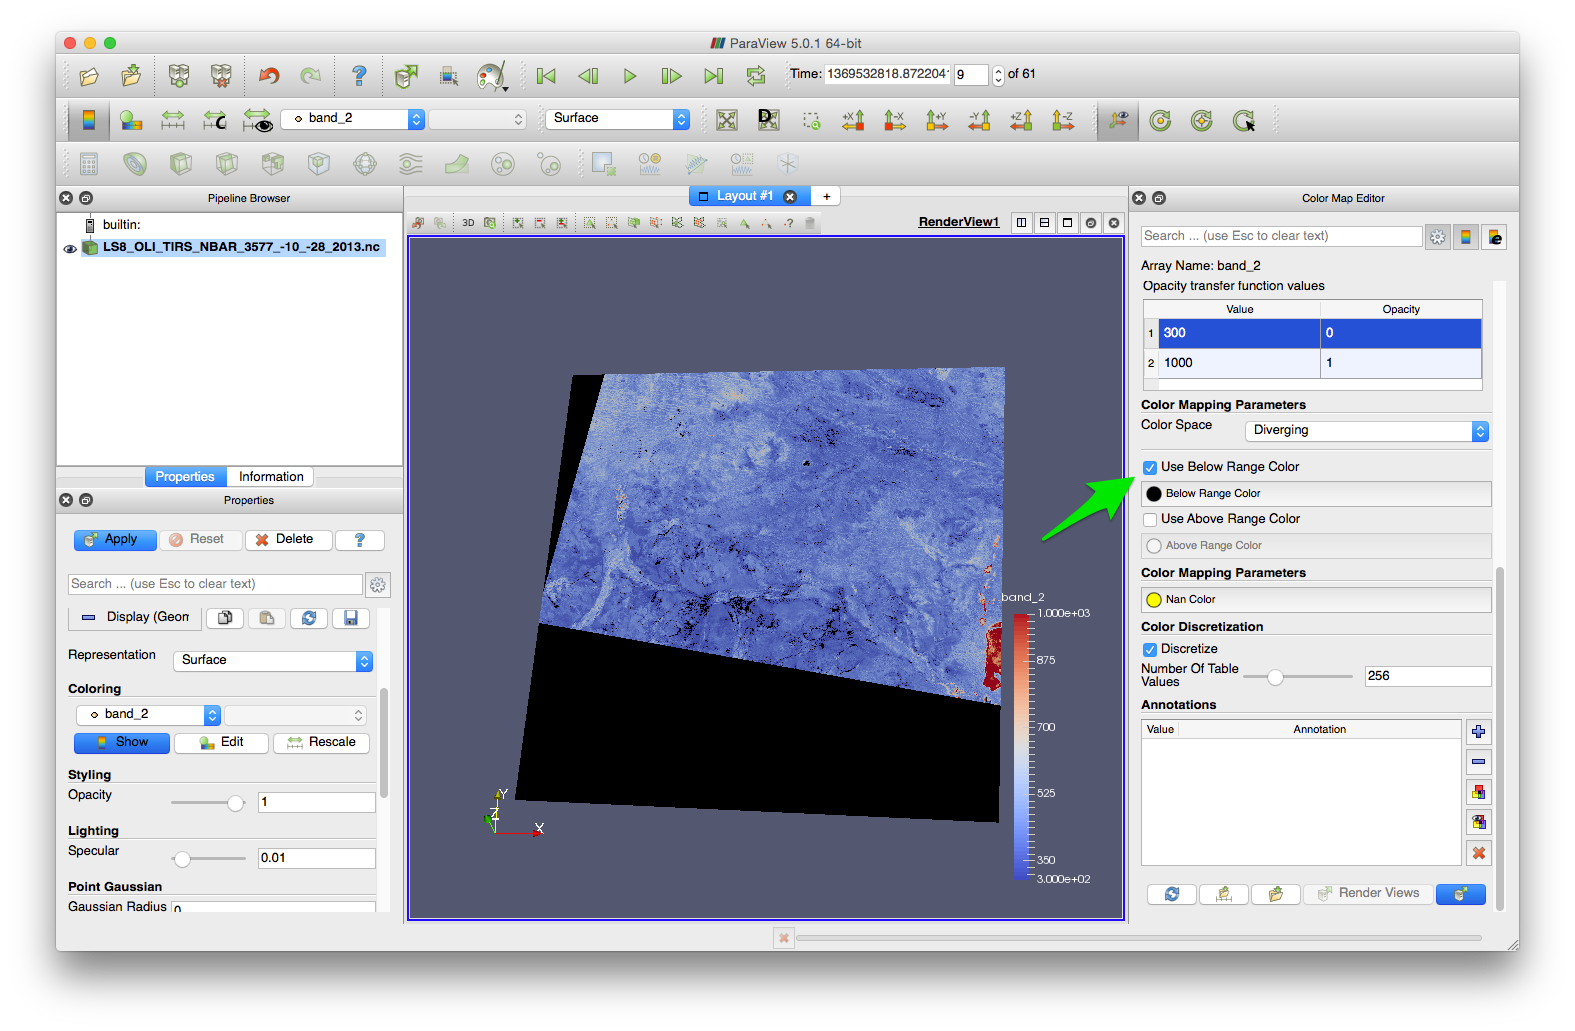 ParaView 5.0.1 64-bit
Time: 1369532818.872204 9 of 61
band_2 Surface
+X -X +Y -Y +Z -Z
Pipeline Browser
builtin:
LS8_OLI_TIRS_NBAR_3577_-10_-28_2013.nc
Properties Information
Properties
Apply Reset Delete ?
Search ... (use Esc to clear text)
Display (Geom
Representation Surface
Coloring
band_2
Show Edit Rescale
Styling
Opacity 1
Lighting
Specular 0.01
Point Gaussian
Gaussian Radius 0
Layout #1 +
3D RenderView1
band_2
1.000e+03
875
700
525
350
3.000e+02
Y
Z
X
Color Map Editor
Search ... (use Esc to clear text)
Array Name: band_2
Opacity transfer function values
Value Opacity
1 300 0
2 1000 1
Color Mapping Parameters
Color Space Diverging
Use Below Range Color
Below Range Color
Use Above Range Color
Above Range Color
Color Mapping Parameters
Nan Color
Color Discretization
Discretize
Number Of Table
Values 256
Annotations
Value Annotation
Render Views